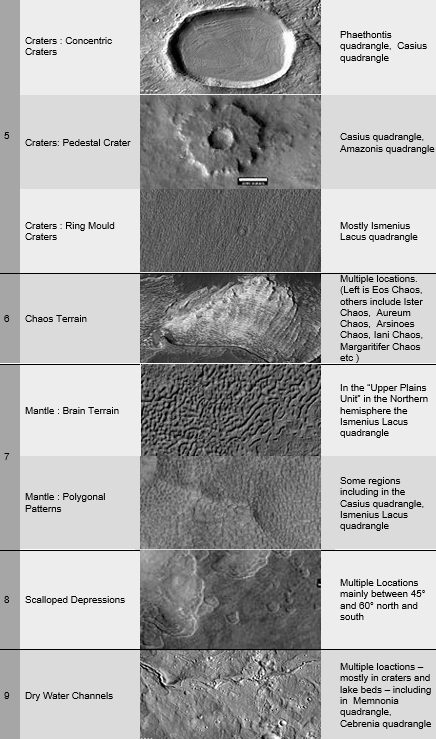 Craters : Concentric
Craters
Phaethontis
quadrangle, Casius
quadrangle
5
Craters: Pedestal Crater
Casius quadrangle,
Amazonis quadrangle
Craters : Ring Mould
Craters
Mostly Ismenius
Lacus quadrangle
6
Chaos Terrain
Multiple locations.
(Left is Eos Chaos,
others include Ister
Chaos, Aureum
Chaos, Arsinoes
Chaos, Iani Chaos,
Margaritifer Chaos
etc )
7
Mantle : Brain Terrain
In the “Upper Plains
Unit” in the Northern
hemisphere the
Ismenius Lacus
quadrangle
Mantle : Polygonal
Patterns
Some regions
including in the
Casius quadrangle,
Ismenius Lacus
quadrangle
8
Scalloped Depressions
Multiple Locations
mainly between 45°
and 60° north and
south
9
Dry Water Channels
Multiple loactions –
mostly in craters and
lake beds – including
in Memnonia
quadrangle,
Cebrenia quadrangle